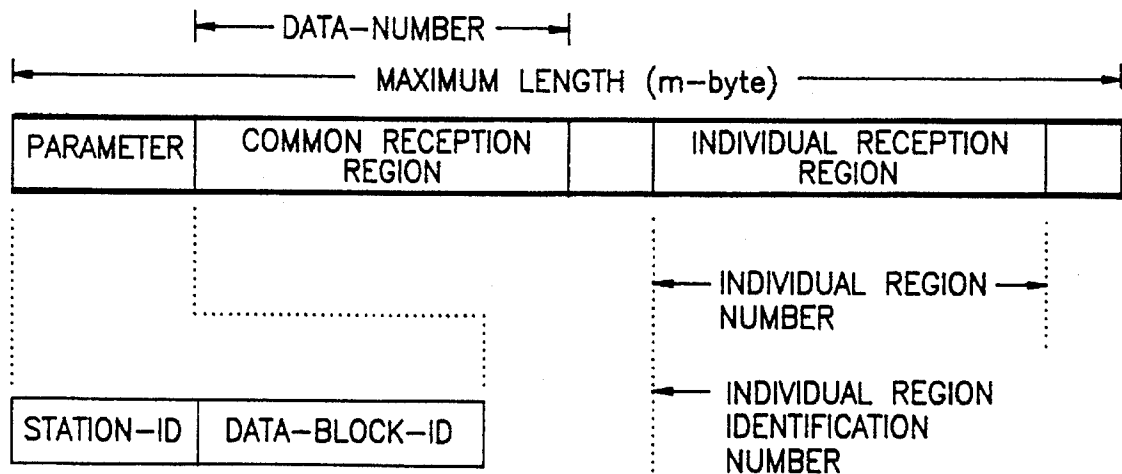 DATA-NUMBER
MAXIMUM LENGTH (m-byte)
PARAMETER
COMMON RECEPTION
REGION
INDIVIDUAL RECEPTION
REGION
INDIVIDUAL REGION
NUMBER
STATION-ID
DATA-BLOCK-ID
INDIVIDUAL REGION
IDENTIFICATION
NUMBER